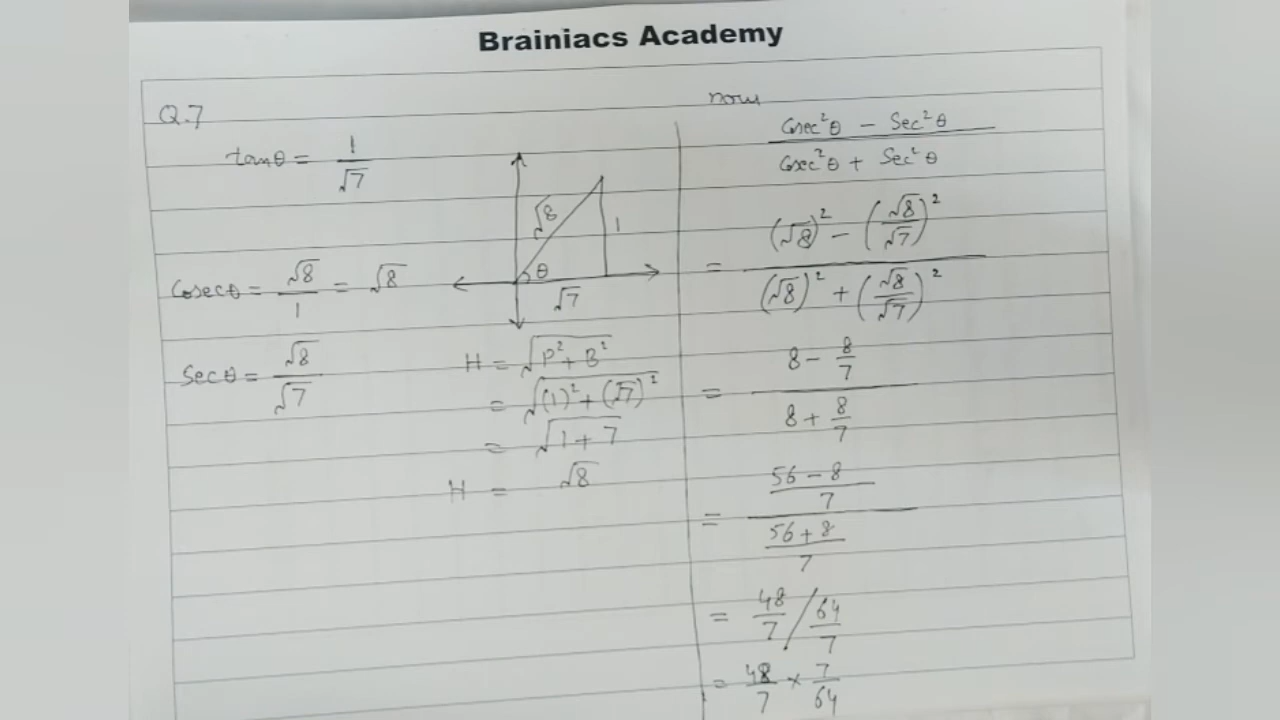 Brainiacs Academy
Q.7
tanθ = 1/√7
Cosecθ = √8/1 = √8
Secθ = √8/√7
√8
1
θ
√7
H = √(P² + B²)
= √((1)² + (√7)²)
= √(1 + 7)
H = √8
now
(Cosec²θ − Sec²θ)/(Cosec²θ + Sec²θ)
= ((√8)² − (√8/√7)²)/((√8)² + (√8/√7)²)
= (8 − 8/7)/(8 + 8/7)
= ((56 − 8)/7)/((56 + 8)/7)
= 48/7 / 64/7
= 48/7 × 7/64